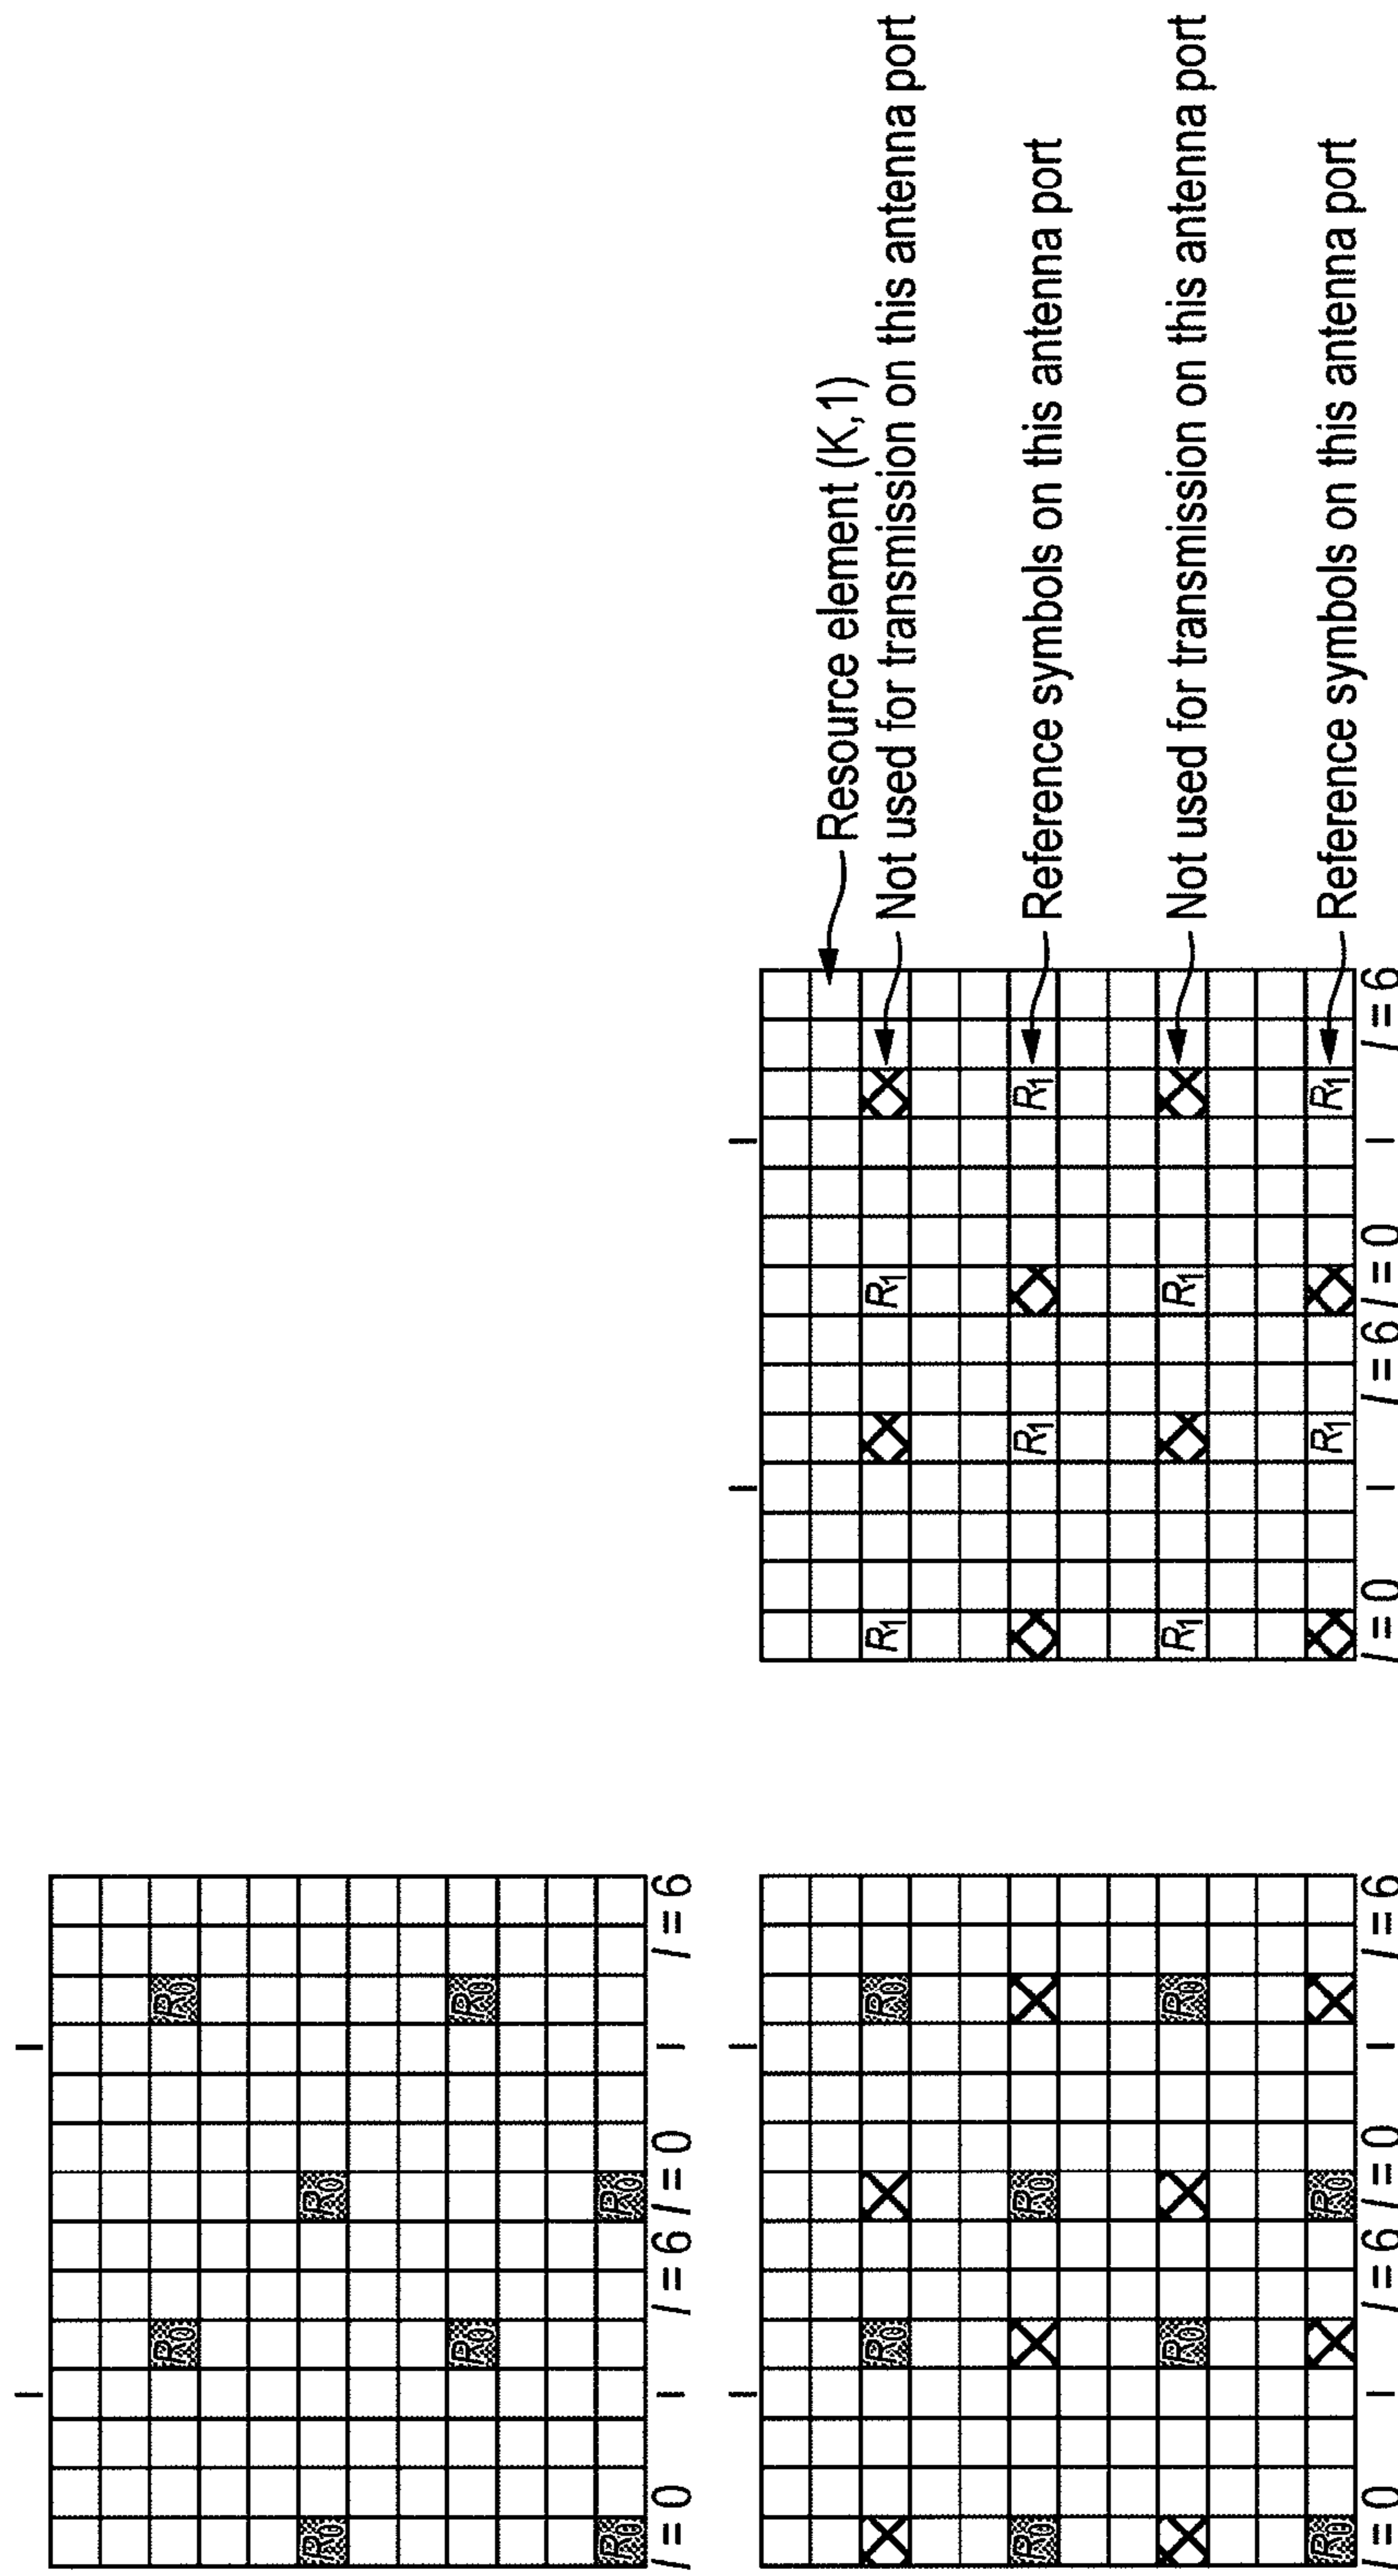 R0 R0
R0 R0
R0 R0
R0 R0
l = 0 l = 6 l = 0 l = 6
R0 R0
R0 R0
R0 R0
R0 R0
l = 0 l = 6 l = 0 l = 6
Resource element (K,1)
R1 R1 Not used for transmission on this antenna port
R1 R1 Reference symbols on this antenna port
R1 R1 Not used for transmission on this antenna port
R1 R1 Reference symbols on this antenna port
l = 0 l = 6 l = 0 l = 6